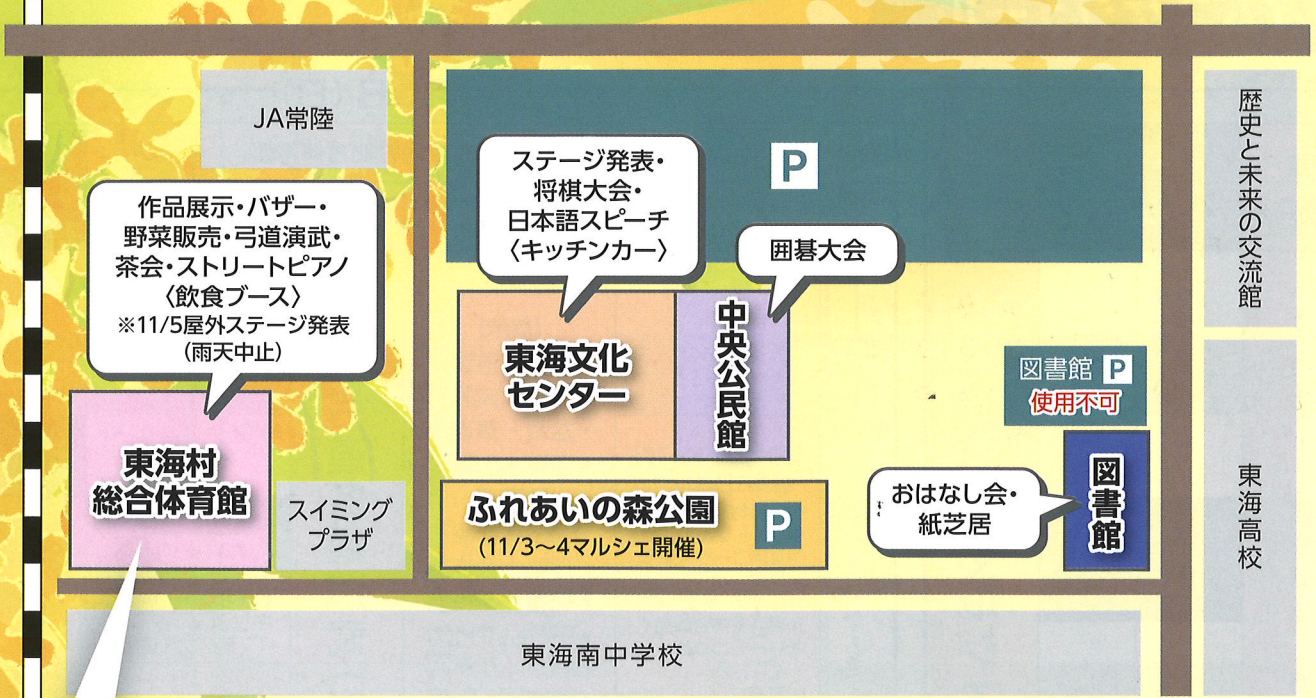 JA常陸
P
ステージ発表・
将棋大会・
日本語スピーチ
〈キッチンカー〉
囲碁大会
歴史と未来の交流館
作品展示・バザー・
野菜販売・弓道演武・
茶会・ストリートピアノ
〈飲食ブース〉
※11/5屋外ステージ発表
(雨天中止)
東海文化
センター
中央公民館
図書館 P
使用不可
東海村
総合体育館
スイミング
プラザ
ふれあいの森公園
(11/3～4マルシェ開催)
P
おはなし会・
紙芝居
図書館
東海高校
東海南中学校